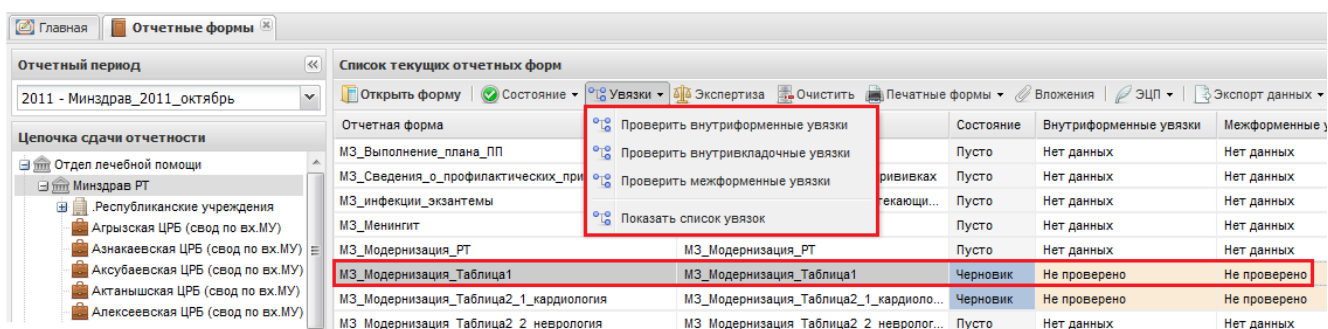 Главная Отчетные формы
Отчетный период Список текущих отчетных форм
2011 - Минздрав_2011_октябрь Открыть форму Состояние Увязки Экспертиза Очистить Печатные формы Вложения ЭЦП Экспорт данных
Цепочка сдачи отчетности Отчетная форма Проверить внутриформенные увязки Состояние Внутриформенные увязки Межформенные у
Отдел лечебной помощи МЗ_Выполнение_плана_ПП Проверить внутривкладочные увязки Пусто Нет данных Нет данных
Минздрав РТ МЗ_Сведения_о_профилактических_при Проверить межформенные увязки рививках Пусто Нет данных Нет данных
.Республиканские учреждения МЗ_инфекции_экзантемы текающи... Пусто Нет данных Нет данных
Агрызская ЦРБ (свод по вх.МУ) МЗ_Менингит Показать список увязок Пусто Нет данных Нет данных
Азнакаевская ЦРБ (свод по вх.МУ) МЗ_Модернизация_РТ МЗ_Модернизация_РТ Пусто Нет данных Нет данных
Аксубаевская ЦРБ (свод по вх.МУ) МЗ_Модернизация_Таблица1 МЗ_Модернизация_Таблица1 Черновик Не проверено Не проверено
Актанышская ЦРБ (свод по вх.МУ) МЗ_Модернизация_Таблица2_1_кардиология МЗ_Модернизация_Таблица2_1_кардиоло... Черновик Не проверено Не проверено
Алексеевская ЦРБ (свод по вх.МУ) МЗ_Модернизация_Таблица2_2_неврология МЗ_Модернизация_Таблица2_2_невролог... Пусто Нет данных Нет данных